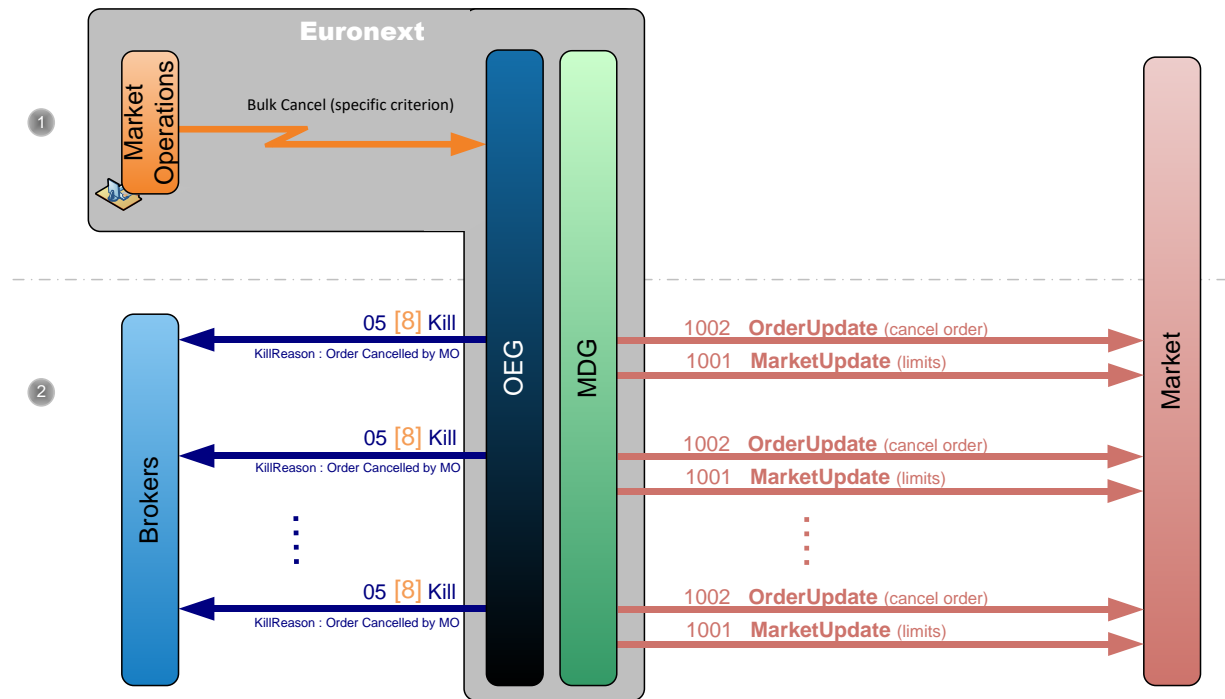 Euronext
Market
Operations
Bulk Cancel (specific criterion)
1
OEG
MDG
Market
2
Brokers
05 [8] Kill
KillReason : Order Cancelled by MO
1002 OrderUpdate (cancel order)
1001 MarketUpdate (limits)
05 [8] Kill
KillReason : Order Cancelled by MO
1002 OrderUpdate (cancel order)
1001 MarketUpdate (limits)
05 [8] Kill
KillReason : Order Cancelled by MO
1002 OrderUpdate (cancel order)
1001 MarketUpdate (limits)